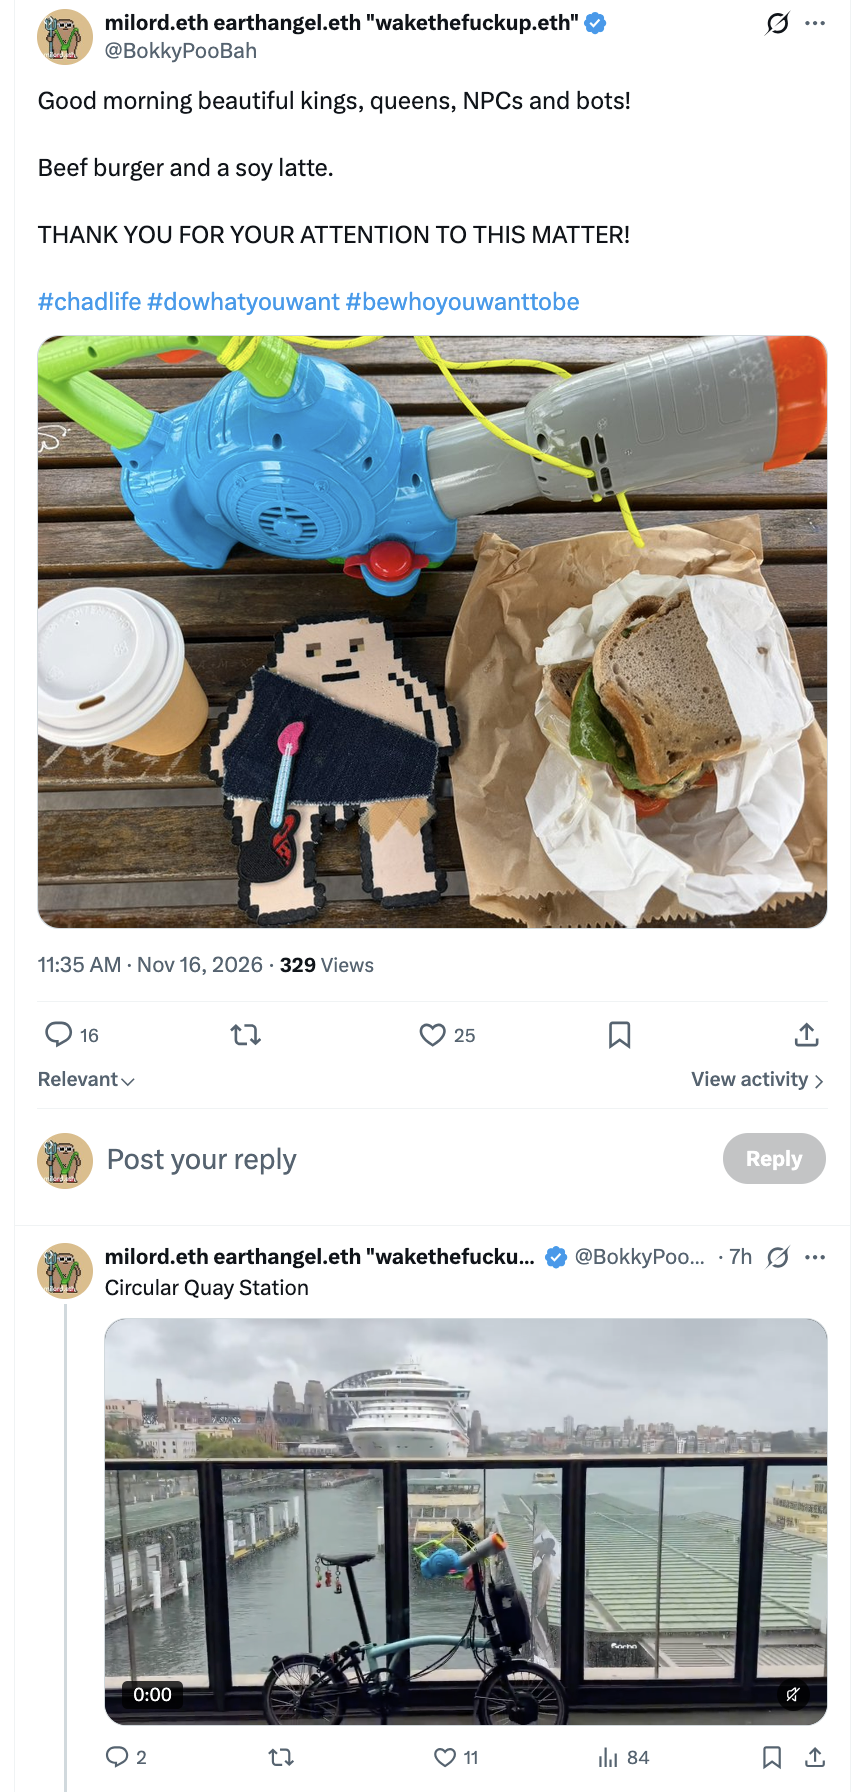 milord.eth earthangel.eth "wakethefuckup.eth"
@BokkyPooBah
Good morning beautiful kings, queens, NPCs and bots!
Beef burger and a soy latte.
THANK YOU FOR YOUR ATTENTION TO THIS MATTER!
#chadlife #dowhatyouwant #bewhoyouwanttobe
11:35 AM · Nov 16, 2026 · 329 Views
16
25
Relevant
View activity
Post your reply
Reply
milord.eth earthangel.eth "wakethefucku... @BokkyPoo... · 7h
Circular Quay Station
0:00
2
11
84